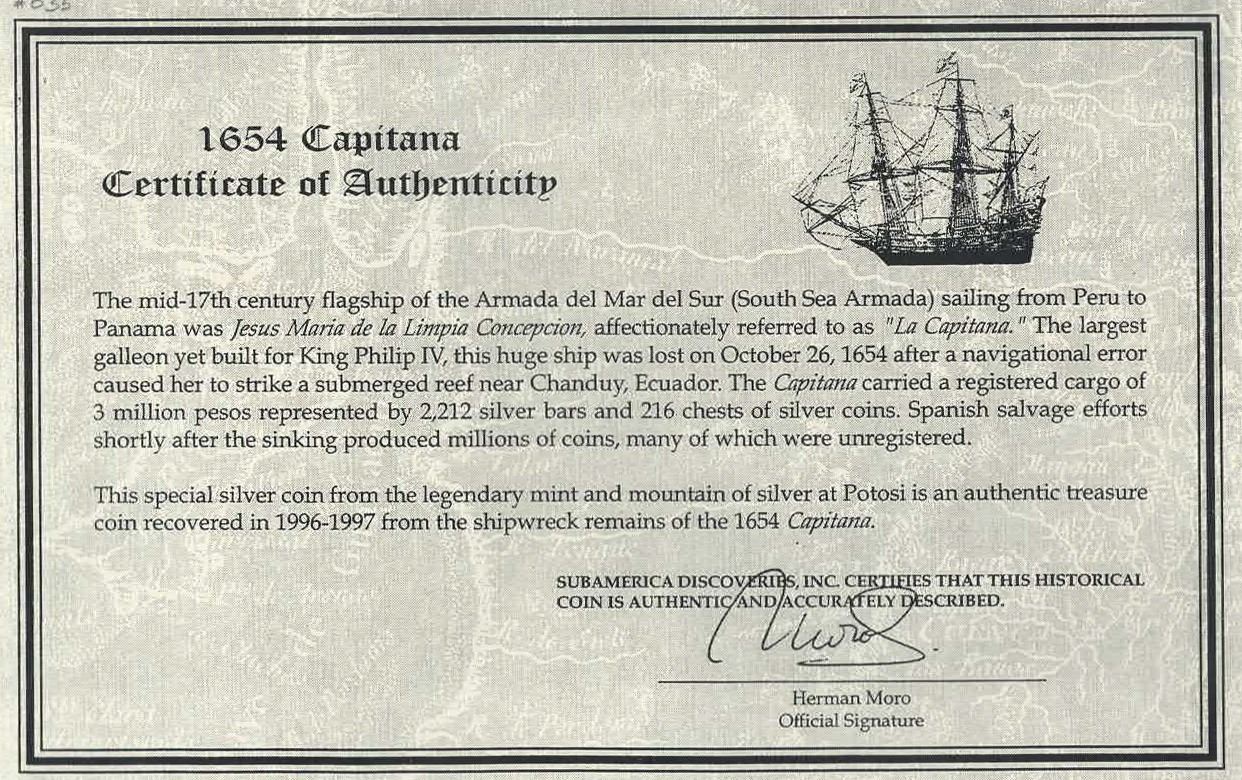 #035
1654 Capitana
Certificate of Authenticity
The mid-17th century flagship of the Armada del Mar del Sur (South Sea Armada) sailing from Peru to
Panama was Jesus Maria de la Limpia Concepcion, affectionately referred to as "La Capitana." The largest
galleon yet built for King Philip IV, this huge ship was lost on October 26, 1654 after a navigational error
caused her to strike a submerged reef near Chanduy, Ecuador. The Capitana carried a registered cargo of
3 million pesos represented by 2,212 silver bars and 216 chests of silver coins. Spanish salvage efforts
shortly after the sinking produced millions of coins, many of which were unregistered.
This special silver coin from the legendary mint and mountain of silver at Potosi is an authentic treasure
coin recovered in 1996-1997 from the shipwreck remains of the 1654 Capitana.
SUBAMERICA DISCOVERIES, INC. CERTIFIES THAT THIS HISTORICAL
COIN IS AUTHENTIC AND ACCURATELY DESCRIBED.
Moro
Herman Moro
Official Signature